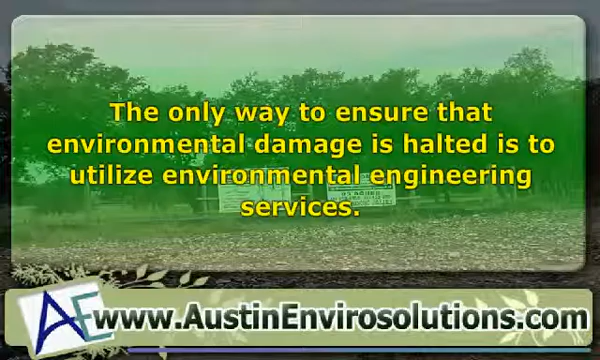 The only way to ensure that
environmental damage is halted is to
utilize environmental engineering
services.
AE www.AustinEnvirosolutions.com